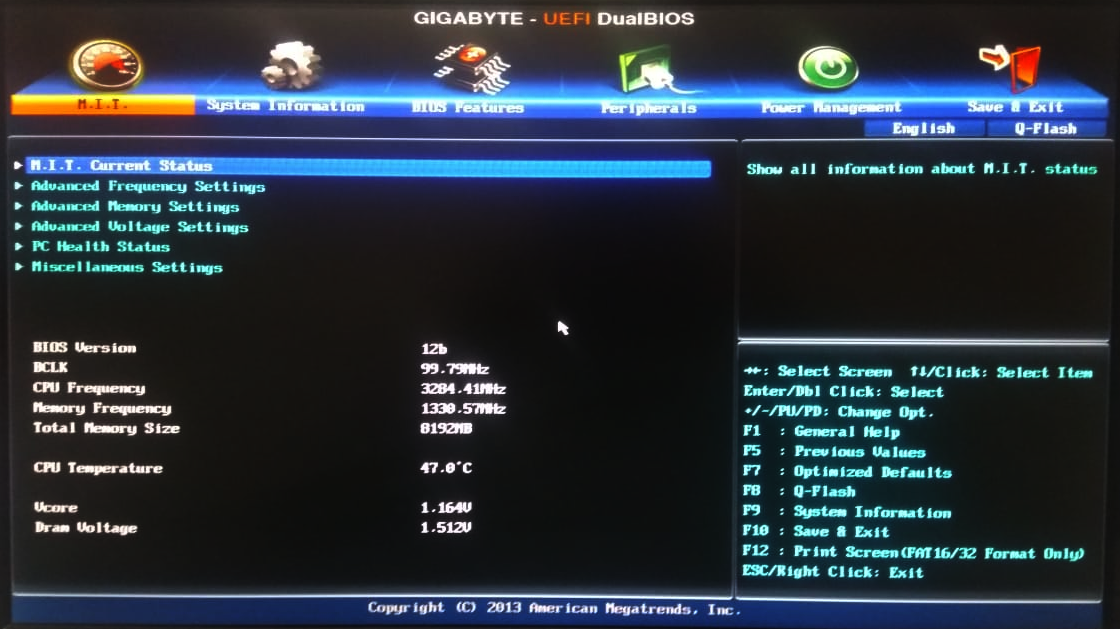 GIGABYTE - UEFI DualBIOS
M.I.T. System Information BIOS Features Peripherals Power Management Save & Exit
English Q-Flash
M.I.T. Current Status
Advanced Frequency Settings
Advanced Memory Settings
Advanced Voltage Settings
PC Health Status
Miscellaneous Settings
Show all information about M.I.T. status
BIOS Version 12b
BCLK 99.79MHz
CPU Frequency 3284.41MHz
Memory Frequency 1330.57MHz
Total Memory Size 8192MB
CPU Temperature 47.0°C
Vcore 1.164V
Dram Voltage 1.512V
→←: Select Screen ↑↓/Click: Select Item
Enter/Dbl Click: Select
+/-/PU/PD: Change Opt.
F1 : General Help
F5 : Previous Values
F7 : Optimized Defaults
F8 : Q-Flash
F9 : System Information
F10 : Save & Exit
F12 : Print Screen(FAT16/32 Format Only)
ESC/Right Click: Exit
Copyright (C) 2013 American Megatrends, Inc.